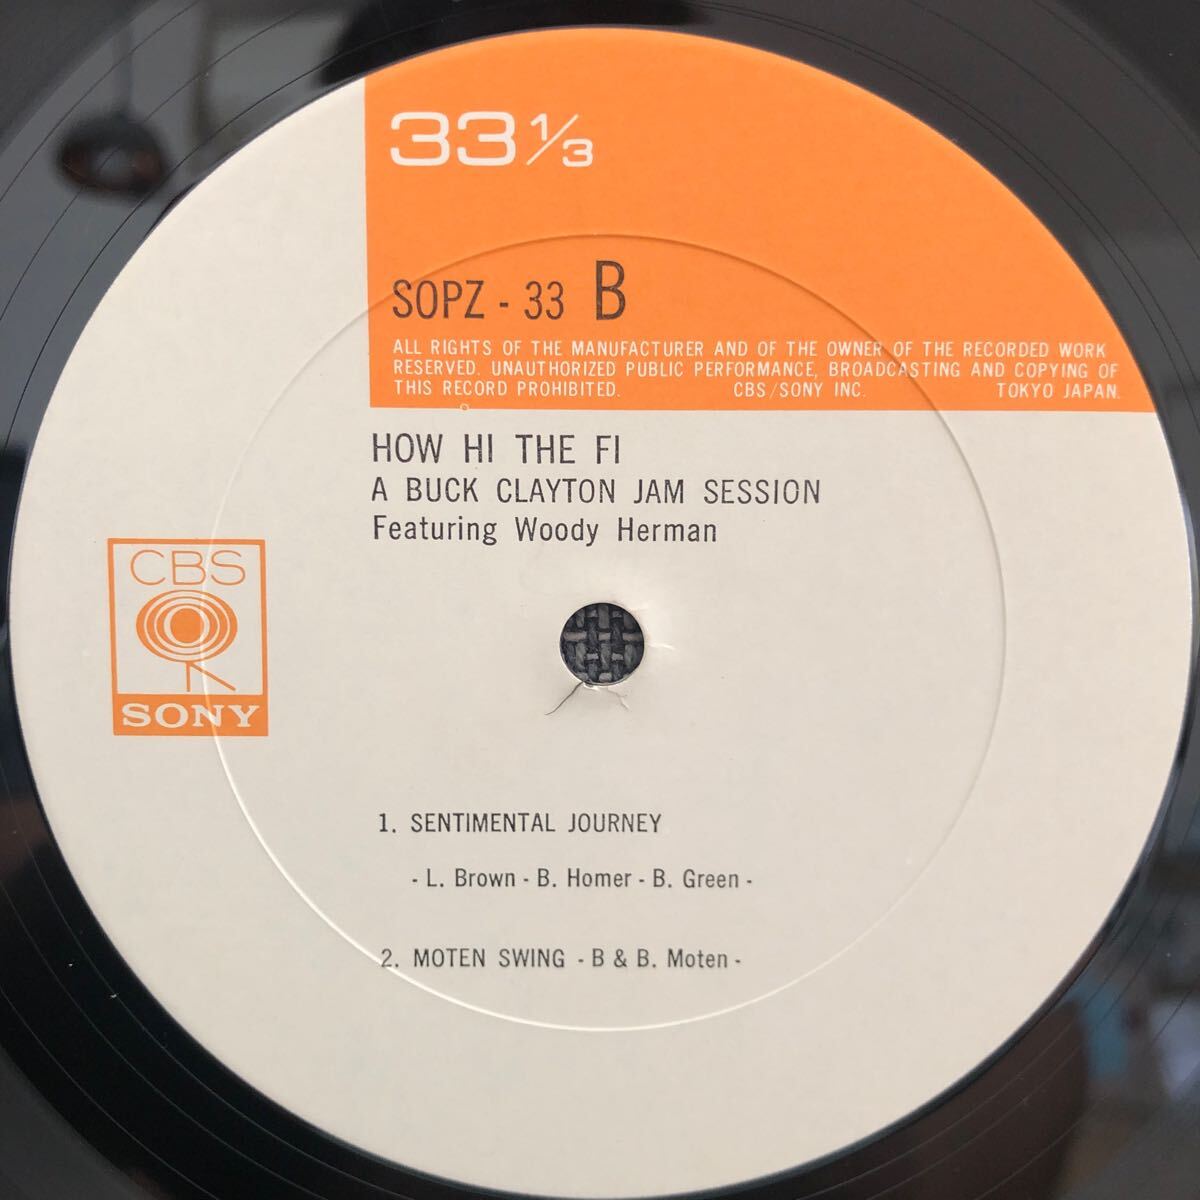 33 1/3
SOPZ - 33 B
ALL RIGHTS OF THE MANUFACTURER AND OF THE OWNER OF THE RECORDED WORK
RESERVED. UNAUTHORIZED PUBLIC PERFORMANCE, BROADCASTING AND COPYING OF
THIS RECORD PROHIBITED. CBS/SONY INC. TOKYO JAPAN.
HOW HI THE FI
A BUCK CLAYTON JAM SESSION
Featuring Woody Herman
CBS
SONY
1. SENTIMENTAL JOURNEY
- L. Brown - B. Homer - B. Green -
2. MOTEN SWING - B & B. Moten -